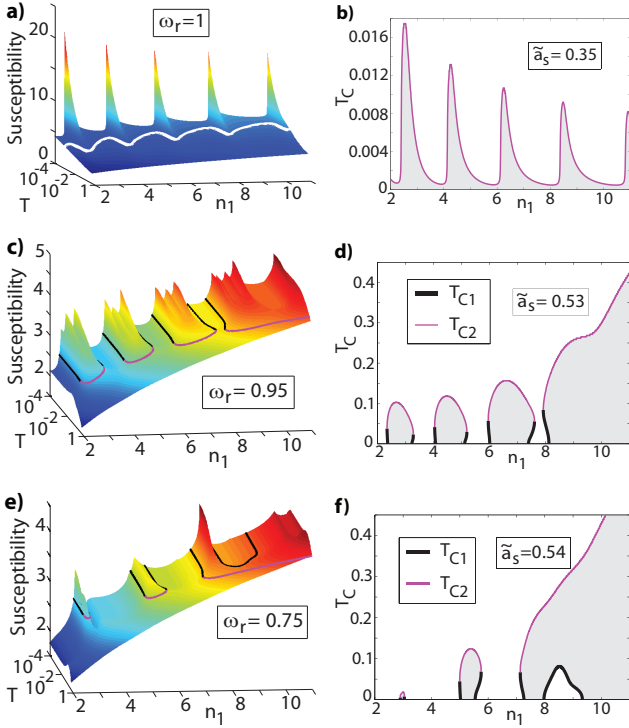 a)
ω_r=1
Susceptibility
25
15
10
5
0
10^-4
10^-2
1
T
2
4
6
8
10
n_1
b)
ã_s = 0.35
T_C
0.016
0.012
0.008
0.004
0
2
4
6
8
10
n_1
c)
ω_r = 0.95
Susceptibility
5
4
3
2
2
10^-4
10^-2
1
T
2
4
6
8
10
n_1
d)
T_C1
T_C2
ã_s = 0.53
T_C
0.4
0.3
0.2
0.1
0
2
4
6
8
10
n_1
e)
ω_r = 0.75
Susceptibility
4
3
2
10^-4
10^-2
1
T
2
4
6
8
10
n_1
f)
T_C1
T_C2
ã_s=0.54
T_C
0.4
0.3
0.2
0.1
0
2
4
6
8
10
n_1